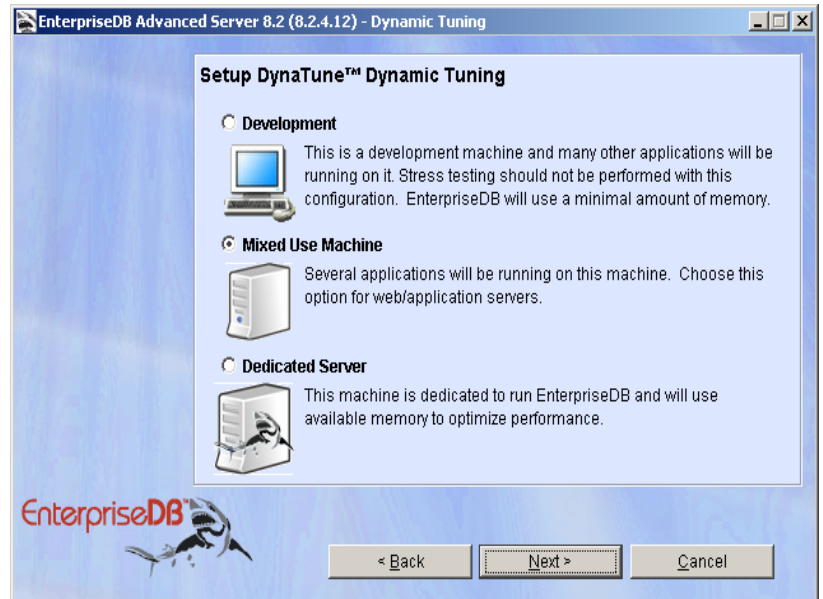 EnterpriseDB Advanced Server 8.2 (8.2.4.12) - Dynamic Tuning
Setup DynaTune™ Dynamic Tuning
Development
This is a development machine and many other applications will be
running on it. Stress testing should not be performed with this
configuration. EnterpriseDB will use a minimal amount of memory.
Mixed Use Machine
Several applications will be running on this machine. Choose this
option for web/application servers.
Dedicated Server
This machine is dedicated to run EnterpriseDB and will use
available memory to optimize performance.
EnterpriseDB™
< Back
Next >
Cancel